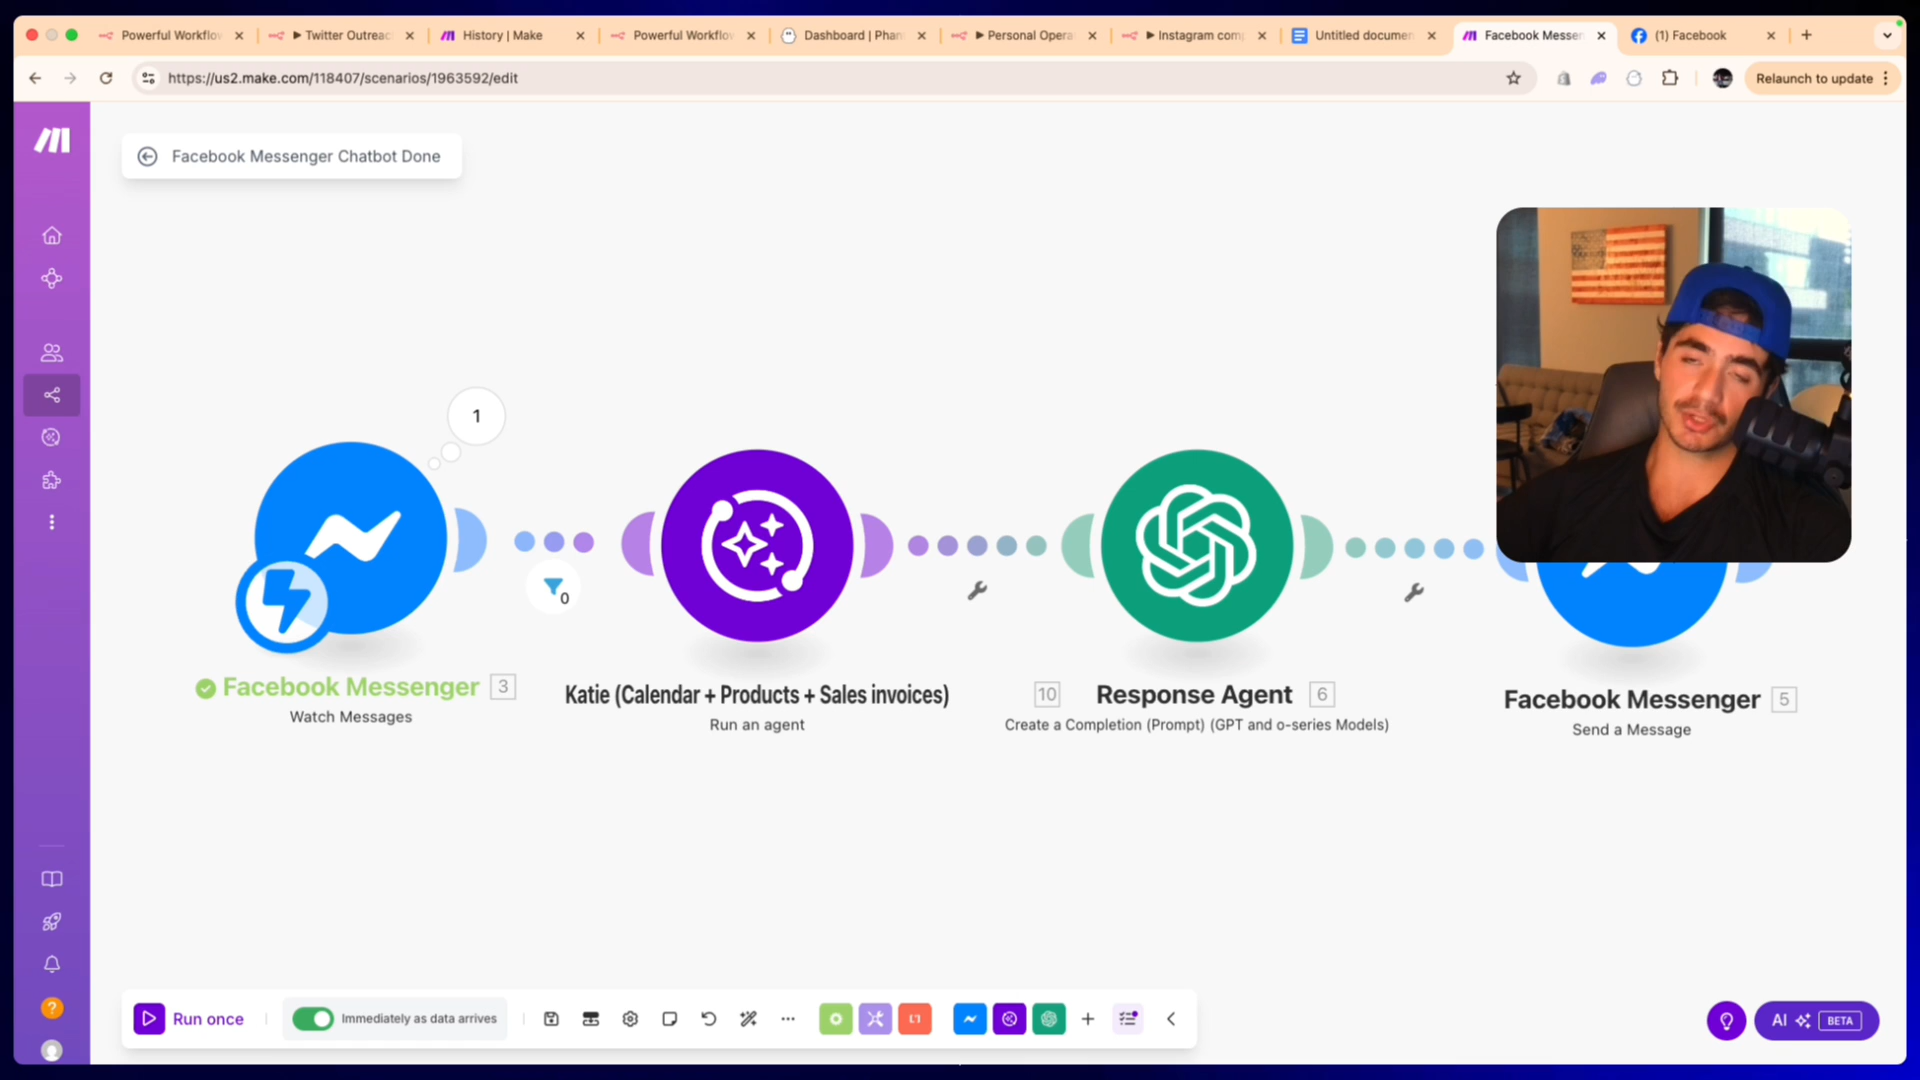 Powerful Workflow
Twitter Outreac
History | Make
Powerful Workflow
Dashboard | Phan
Personal Opera
Instagram com
Untitled documen
Facebook Messen
(1) Facebook
https://us2.make.com/118407/scenarios/1963592/edit
Relaunch to update
Facebook Messenger Chatbot Done
1
0
Facebook Messenger 3
Watch Messages
Katie (Calendar + Products + Sales invoices) 10
Run an agent
Response Agent 6
Create a Completion (Prompt) (GPT and o-series Models)
Facebook Messenger 5
Send a Message
Run once
Immediately as data arrives
AI BETA